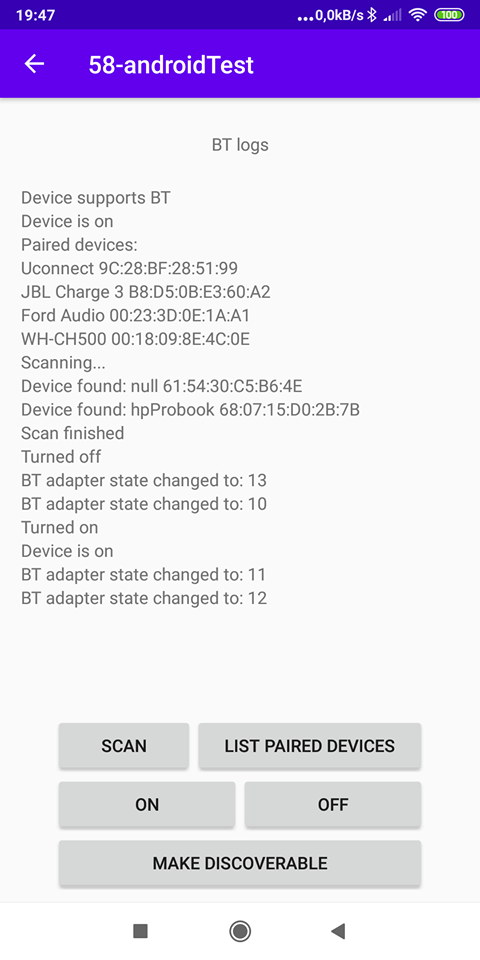 19:47 ...0,0kB/s 100
58-androidTest
BT logs
Device supports BT
Device is on
Paired devices:
Uconnect 9C:28:BF:28:51:99
JBL Charge 3 B8:D5:0B:E3:60:A2
Ford Audio 00:23:3D:0E:1A:A1
WH-CH500 00:18:09:8E:4C:0E
Scanning...
Device found: null 61:54:30:C5:B6:4E
Device found: hpProbook 68:07:15:D0:2B:7B
Scan finished
Turned off
BT adapter state changed to: 13
BT adapter state changed to: 10
Turned on
Device is on
BT adapter state changed to: 11
BT adapter state changed to: 12
SCAN LIST PAIRED DEVICES
ON OFF
MAKE DISCOVERABLE